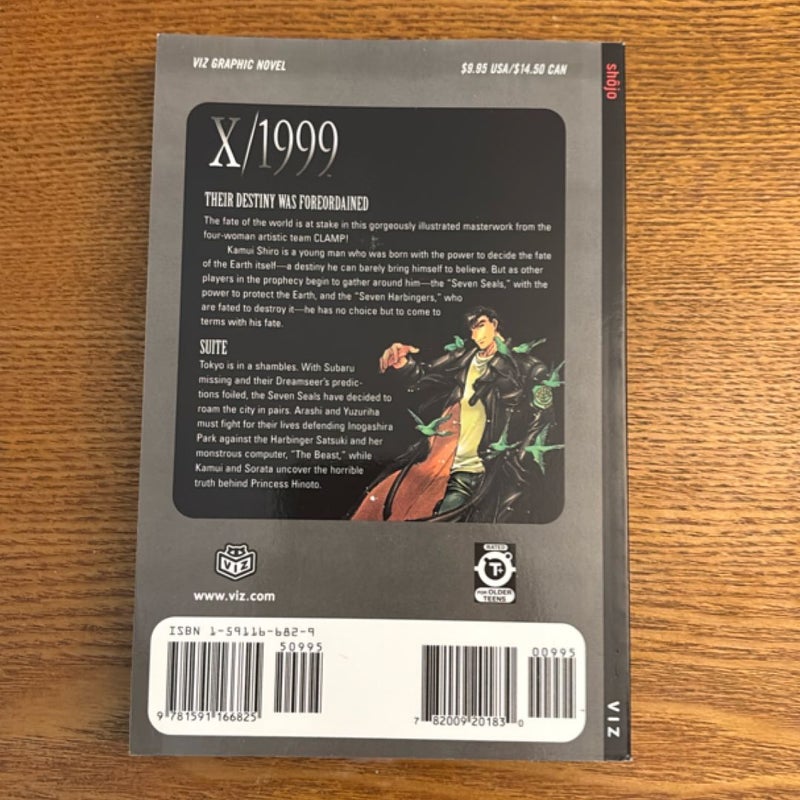 VIZ GRAPHIC NOVEL
$9.95 USA/$14.50 CAN
shôjo
X/1999
THEIR DESTINY WAS FOREORDAINED
The fate of the world is at stake in this gorgeously illustrated masterwork from the
four-woman artistic team CLAMP!
Kamui Shiro is a young man who was born with the power to decide the fate
of the Earth itself—a destiny he can barely bring himself to believe. But as other
players in the prophecy begin to gather around him—the "Seven Seals," with the
power to protect the Earth, and the "Seven Harbingers," who
are fated to destroy it—he has no choice but to come to
terms with his fate.
SUITE
Tokyo is in a shambles. With Subaru
missing and their Dreamseer's predic-
tions foiled, the Seven Seals have decided to
roam the city in pairs. Arashi and Yuzuriha
must fight for their lives defending Inogashira
Park against the Harbinger Satsuki and her
monstrous computer, "The Beast," while
Kamui and Sorata uncover the horrible
truth behind Princess Hinoto.
VIZ
www.viz.com
RATED
T+
FOR OLDER
TEENS
ISBN 1-59116-682-9
50995
00995
9 781591 166825
7 82009 20183 0
VIZ